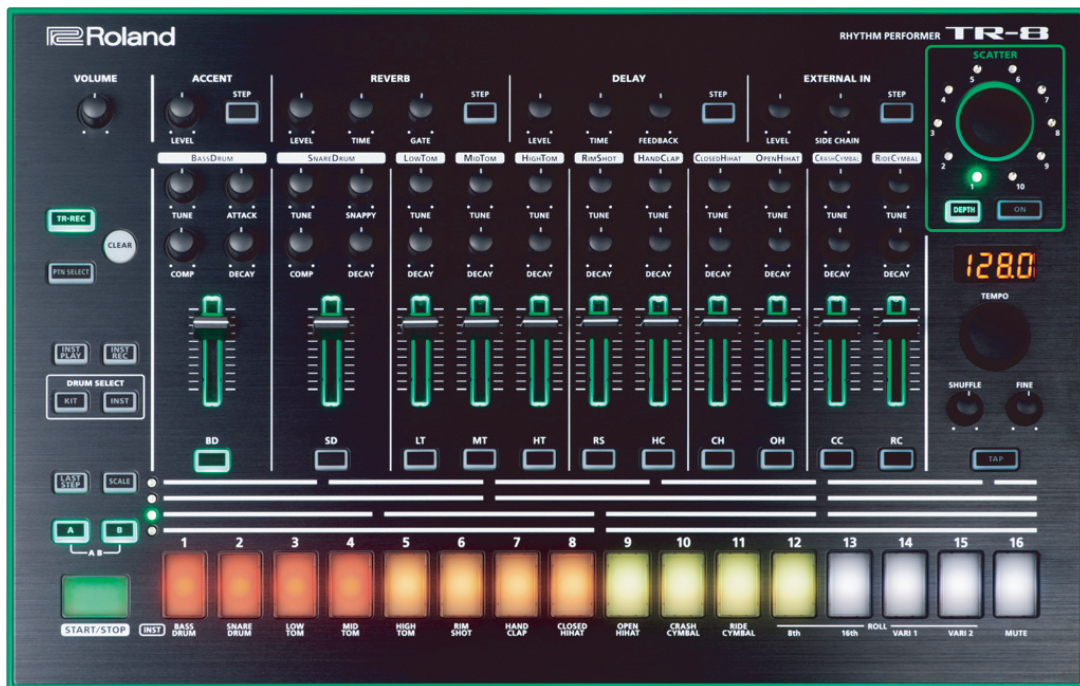 Roland
RHYTHM PERFORMER TR-8
VOLUME
ACCENT
REVERB
DELAY
EXTERNAL IN
SCATTER
STEP
STEP
STEP
STEP
LEVEL
LEVEL TIME GATE
LEVEL TIME FEEDBACK
LEVEL SIDE CHAIN
1 2 3 4 5 6 7 8 9 10
DEPTH ON
BASSDRUM SNAREDRUM LOWTOM MIDTOM HIGHTOM RIMSHOT HANDCLAP CLOSEDHIHAT OPENHIHAT CRASHCYMBAL RIDECYMBAL
TUNE ATTACK TUNE SNAPPY TUNE TUNE TUNE TUNE TUNE TUNE TUNE TUNE TUNE
COMP DECAY COMP DECAY DECAY DECAY DECAY DECAY DECAY DECAY DECAY DECAY DECAY
TR-REC
CLEAR
PTN SELECT
128.0
TEMPO
INST PLAY
INST REC
DRUM SELECT
KIT INST
SHUFFLE FINE
BD SD LT MT HT RS HC CH OH CC RC
TAP
LAST STEP
SCALE
A B
A B
1 2 3 4 5 6 7 8 9 10 11 12 13 14 15 16
START/STOP
INST
BASS DRUM
SNARE DRUM
LOW TOM
MID TOM
HIGH TOM
RIM SHOT
HAND CLAP
CLOSED HIHAT
OPEN HIHAT
CRASH CYMBAL
RIDE CYMBAL
ROLL
8th 16th VARI 1 VARI 2
MUTE